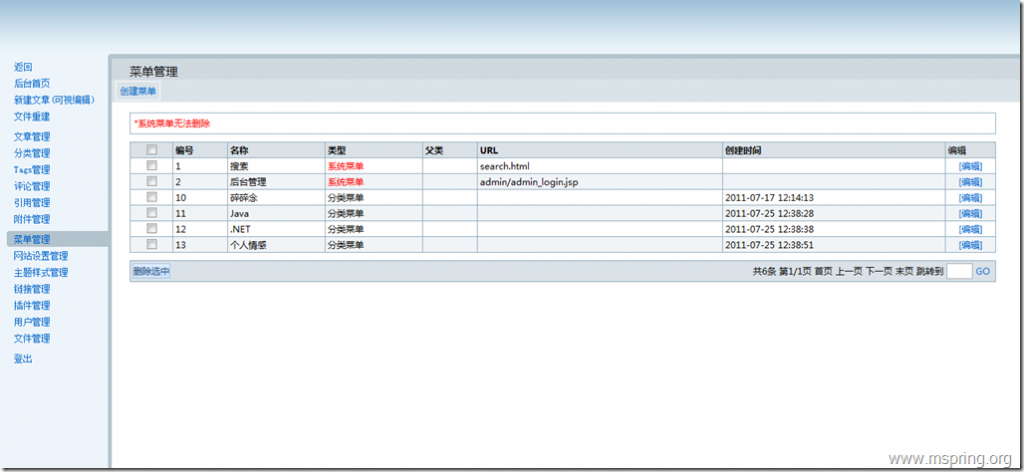 返回
后台首页
新建文章(可视编辑)
文件重建
文章管理
分类管理
Tags管理
评论管理
引用管理
附件管理
菜单管理
网站设置管理
主题样式管理
链接管理
插件管理
用户管理
文件管理
登出
菜单管理
创建菜单
*系统菜单无法删除
编号 名称 类型 父类 URL 创建时间 编辑
1 搜素 系统菜单 search.html [编辑]
2 后台管理 系统菜单 admin/admin_login.jsp [编辑]
10 碎碎念 分类菜单 2011-07-17 12:14:13 [编辑]
11 Java 分类菜单 2011-07-25 12:38:28 [编辑]
12 .NET 分类菜单 2011-07-25 12:38:38 [编辑]
13 个人情感 分类菜单 2011-07-25 12:38:51 [编辑]
删除选中 共6条 第1/1页 首页 上一页 下一页 末页 跳转到 GO
www.mspring.org